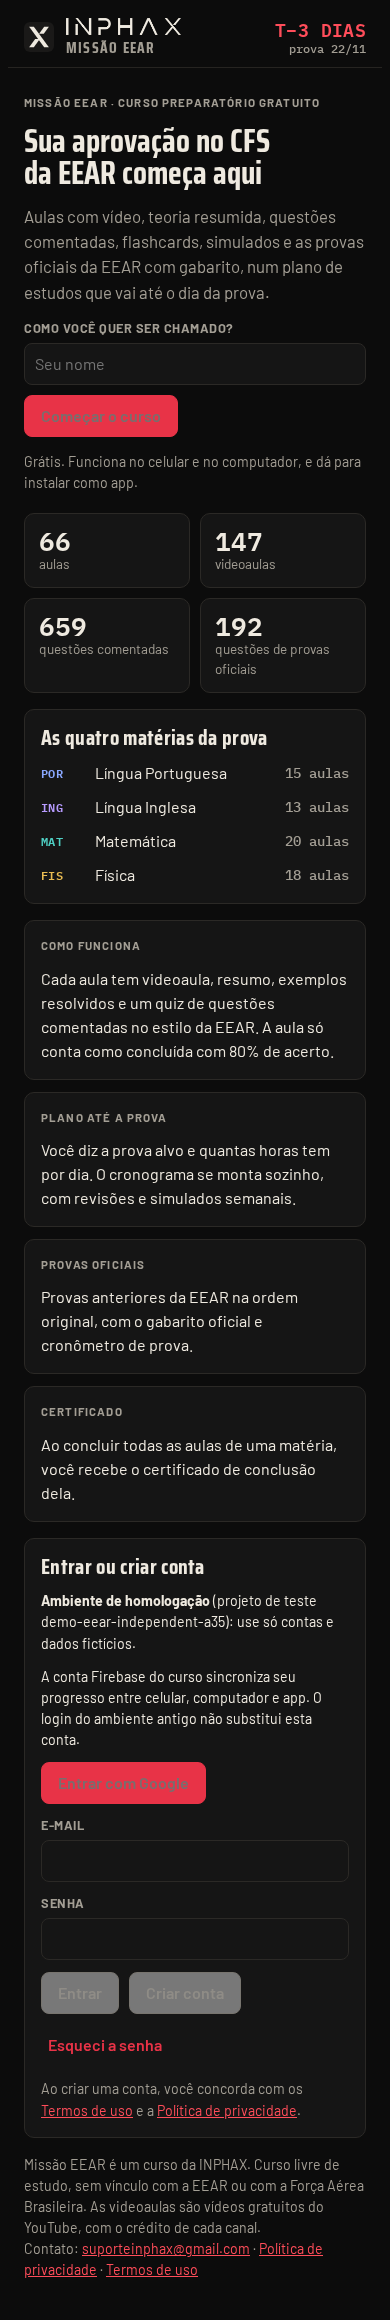 INPHAX
MISSÃO EEAR
T-3 DIAS
prova 22/11
MISSÃO EEAR · CURSO PREPARATÓRIO GRATUITO
Sua aprovação no CFS
da EEAR começa aqui
Aulas com vídeo, teoria resumida, questões
comentadas, flashcards, simulados e as provas
oficiais da EEAR com gabarito, num plano de
estudos que vai até o dia da prova.
COMO VOCÊ QUER SER CHAMADO?
Seu nome
Começar o curso
Grátis. Funciona no celular e no computador, e dá para
instalar como app.
66
aulas
147
videoaulas
659
questões comentadas
192
questões de provas
oficiais
As quatro matérias da prova
POR Língua Portuguesa 15 aulas
ING Língua Inglesa 13 aulas
MAT Matemática 20 aulas
FIS Física 18 aulas
COMO FUNCIONA
Cada aula tem videoaula, resumo, exemplos
resolvidos e um quiz de questões
comentadas no estilo da EEAR. A aula só
conta como concluída com 80% de acerto.
PLANO ATÉ A PROVA
Você diz a prova alvo e quantas horas tem
por dia. O cronograma se monta sozinho,
com revisões e simulados semanais.
PROVAS OFICIAIS
Provas anteriores da EEAR na ordem
original, com o gabarito oficial e
cronômetro de prova.
CERTIFICADO
Ao concluir todas as aulas de uma matéria,
você recebe o certificado de conclusão
dela.
Entrar ou criar conta
Ambiente de homologação (projeto de teste
demo-eear-independent-a35): use só contas e
dados fictícios.
A conta Firebase do curso sincroniza seu
progresso entre celular, computador e app. O
login do ambiente antigo não substitui esta
conta.
Entrar com Google
E-MAIL
SENHA
Entrar
Criar conta
Esqueci a senha
Ao criar uma conta, você concorda com os
Termos de uso e a Política de privacidade.
Missão EEAR é um curso da INPHAX. Curso livre de
estudo, sem vínculo com a EEAR ou com a Força Aérea
Brasileira. As videoaulas são vídeos gratuitos do
YouTube, com o crédito de cada canal.
Contato: suporteinphax@gmail.com · Política de
privacidade · Termos de uso